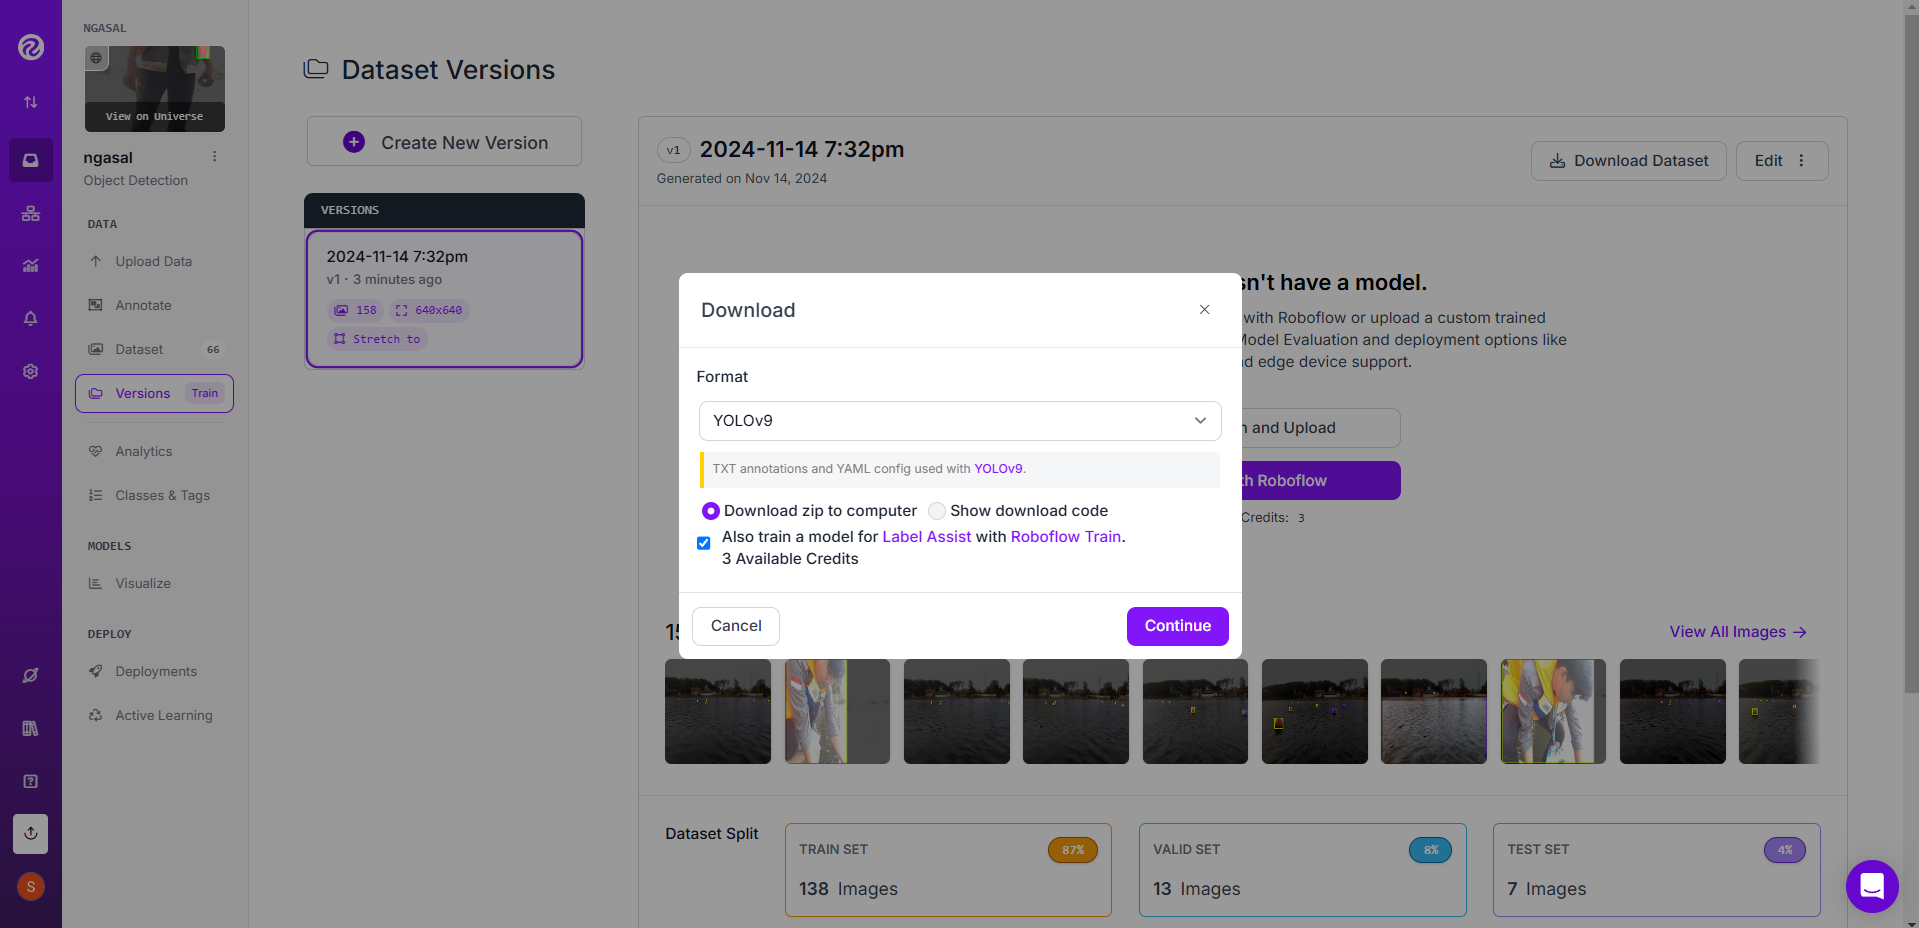 NGASAL
View on Universe
ngasal
Object Detection
DATA
Upload Data
Annotate
Dataset 66
Versions Train
Analytics
Classes & Tags
MODELS
Visualize
DEPLOY
Deployments
Active Learning
S
Dataset Versions
Create New Version
VERSIONS
2024-11-14 7:32pm
v1 · 3 minutes ago
158 640x640
Stretch to
v1 2024-11-14 7:32pm
Generated on Nov 14, 2024
Download Dataset
Edit
sn't have a model.
with Roboflow or upload a custom trained
Model Evaluation and deployment options like
nd edge device support.
n and Upload
th Roboflow
Credits: 3
Download
Format
YOLOv9
TXT annotations and YAML config used with YOLOv9.
Download zip to computer Show download code
Also train a model for Label Assist with Roboflow Train.
3 Available Credits
Cancel
Continue
View All Images →
Dataset Split
TRAIN SET 87%
138 Images
VALID SET 8%
13 Images
TEST SET 4%
7 Images